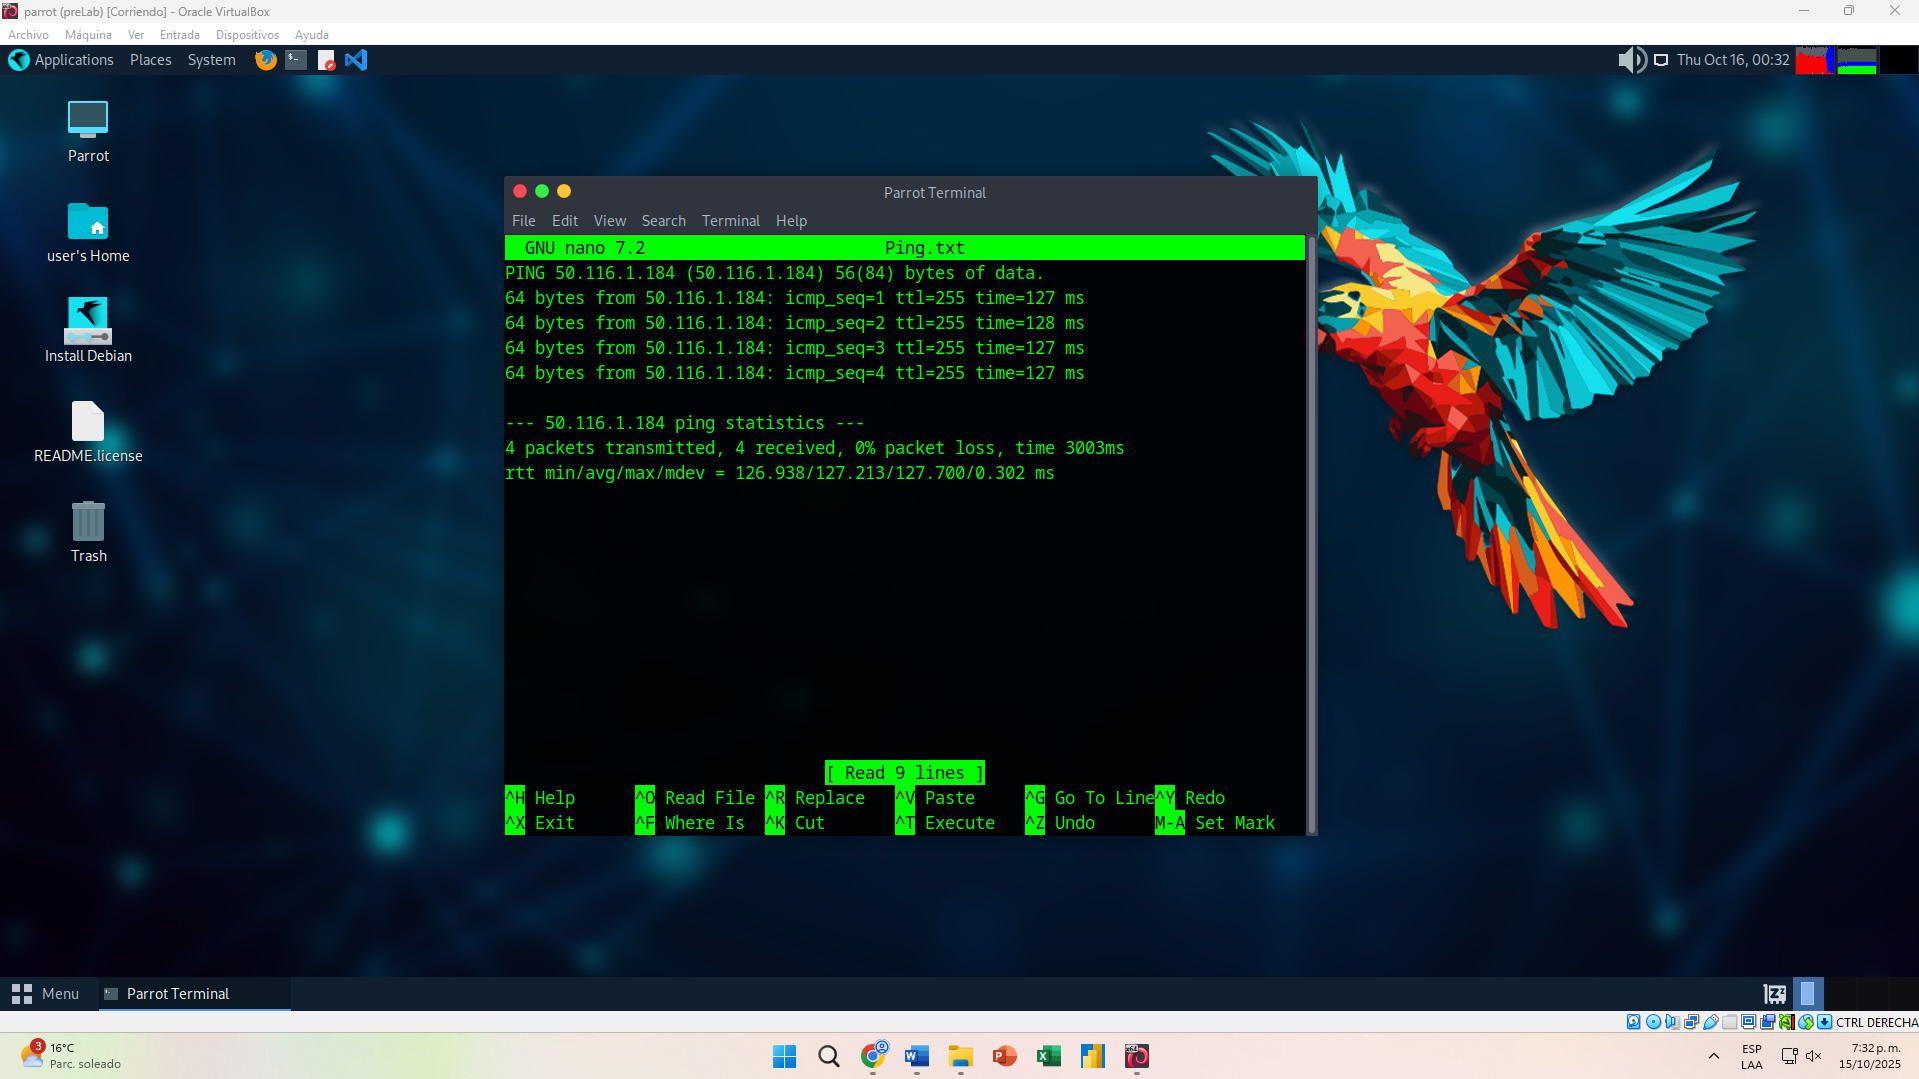 parrot (preLab) [Corriendo] - Oracle VirtualBox
Archivo Máquina Ver Entrada Dispositivos Ayuda
Applications Places System Thu Oct 16, 00:32
Parrot
user's Home
Install Debian
README.license
Trash
Parrot Terminal
File Edit View Search Terminal Help
GNU nano 7.2 Ping.txt
PING 50.116.1.184 (50.116.1.184) 56(84) bytes of data.
64 bytes from 50.116.1.184: icmp_seq=1 ttl=255 time=127 ms
64 bytes from 50.116.1.184: icmp_seq=2 ttl=255 time=128 ms
64 bytes from 50.116.1.184: icmp_seq=3 ttl=255 time=127 ms
64 bytes from 50.116.1.184: icmp_seq=4 ttl=255 time=127 ms
--- 50.116.1.184 ping statistics ---
4 packets transmitted, 4 received, 0% packet loss, time 3003ms
rtt min/avg/max/mdev = 126.938/127.213/127.700/0.302 ms
[ Read 9 lines ]
^H Help ^O Read File ^R Replace ^V Paste ^G Go To Line ^Y Redo
^X Exit ^F Where Is ^K Cut ^T Execute ^Z Undo M-A Set Mark
Menu Parrot Terminal
CTRL DERECHA
3 16°C
Parc. soleado
ESP
LAA
7:32 p. m.
15/10/2025